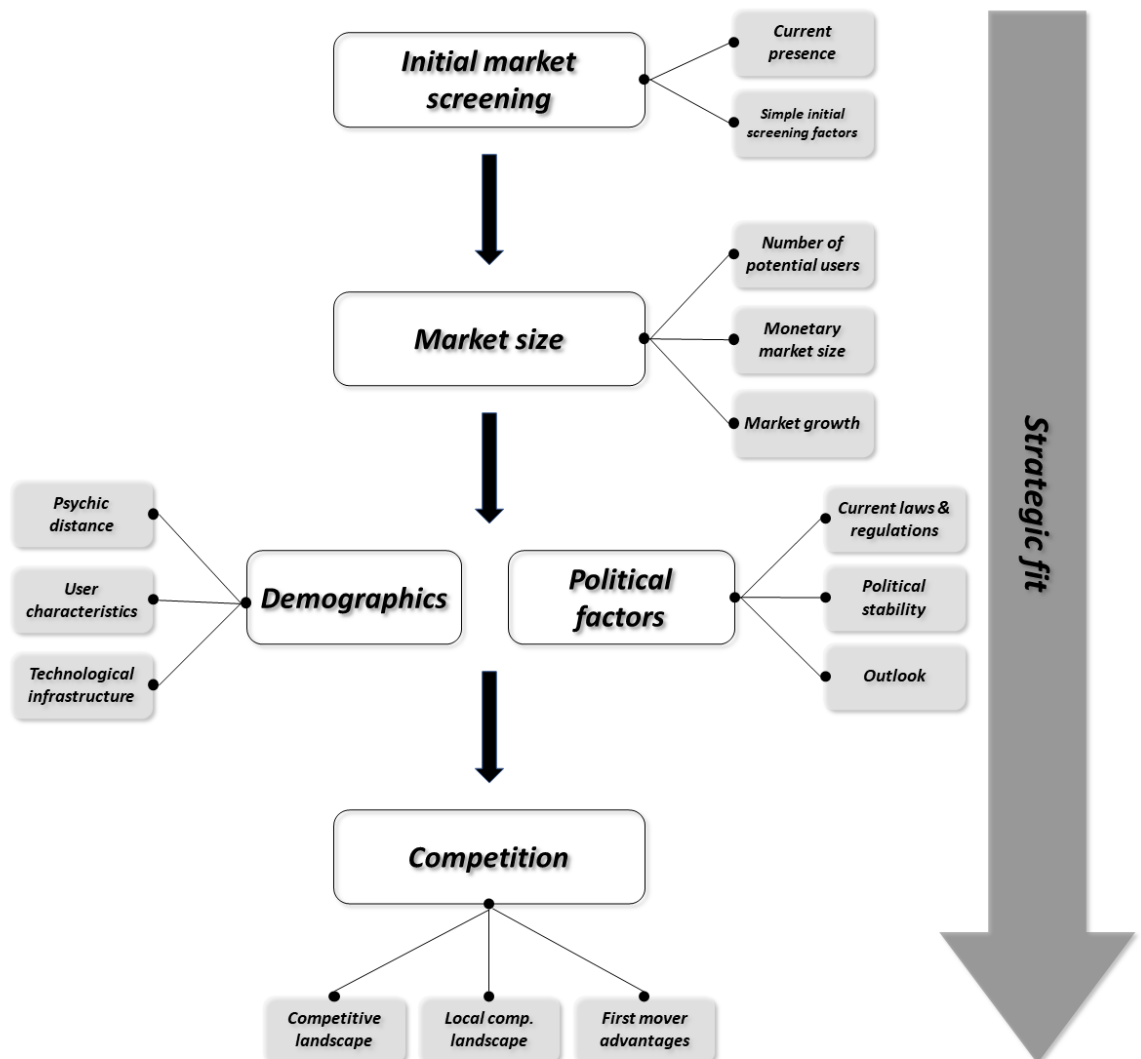 Initial market
screening
Current
presence
Simple initial
screening factors
Market size
Number of
potential users
Monetary
market size
Market growth
Psychic
distance
User
characteristics
Technological
infrastructure
Demographics
Political
factors
Current laws &
regulations
Political
stability
Outlook
Competition
Competitive
landscape
Local comp.
landscape
First mover
advantages
Strategic fit